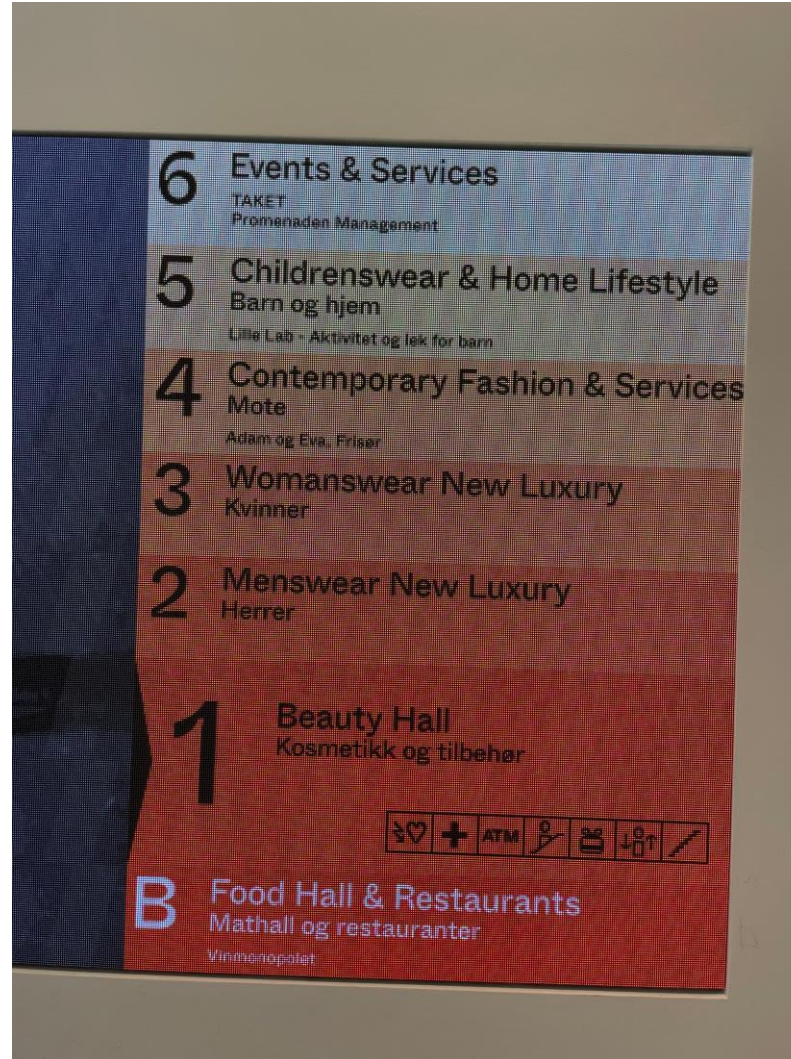 6
Events & Services
TAKET
Promenaden Management
5
Childrenswear & Home Lifestyle
Barn og hjem
Lille Lab - Aktivitet og lek for barn
4
Contemporary Fashion & Services
Mote
Adam og Eva, Frisør
3
Womanswear New Luxury
Kvinner
2
Menswear New Luxury
Herrer
1
Beauty Hall
Kosmetikk og tilbehør
ATM
B
Food Hall & Restaurants
Mathall og restauranter
Vinmonopolet